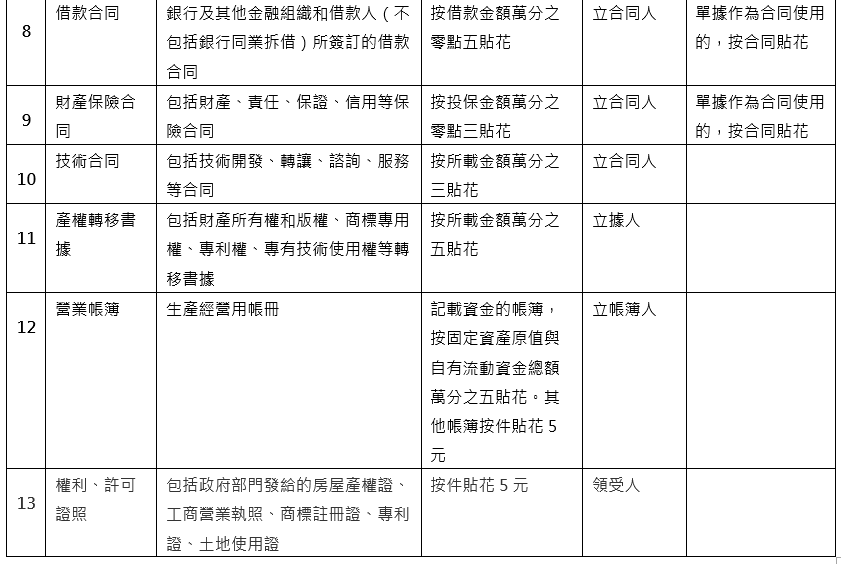 8
借款合同
銀行及其他金融組織和借款人（不
包括銀行同業拆借）所簽訂的借款
合同
按借款金額萬分之
零點五貼花
立合同人
單據作為合同使用
的，按合同貼花
9
財產保險合
同
包括財產、責任、保證、信用等保
險合同
按投保金額萬分之
零點三貼花
立合同人
單據作為合同使用
的，按合同貼花
10
技術合同
包括技術開發、轉讓、諮詢、服務
等合同
按所載金額萬分之
三貼花
立合同人
11
產權轉移書
據
包括財產所有權和版權、商標專用
權、專利權、專有技術使用權等轉
移書據
按所載金額萬分之
五貼花
立據人
12
營業帳簿
生產經營用帳冊
記載資金的帳簿，
按固定資產原值與
自有流動資金總額
萬分之五貼花。其
他帳簿按件貼花 5
元
立帳簿人
13
權利、許可
證照
包括政府部門發給的房屋產權證、
工商營業執照、商標註冊證、專利
證、土地使用證
按件貼花 5 元
領受人